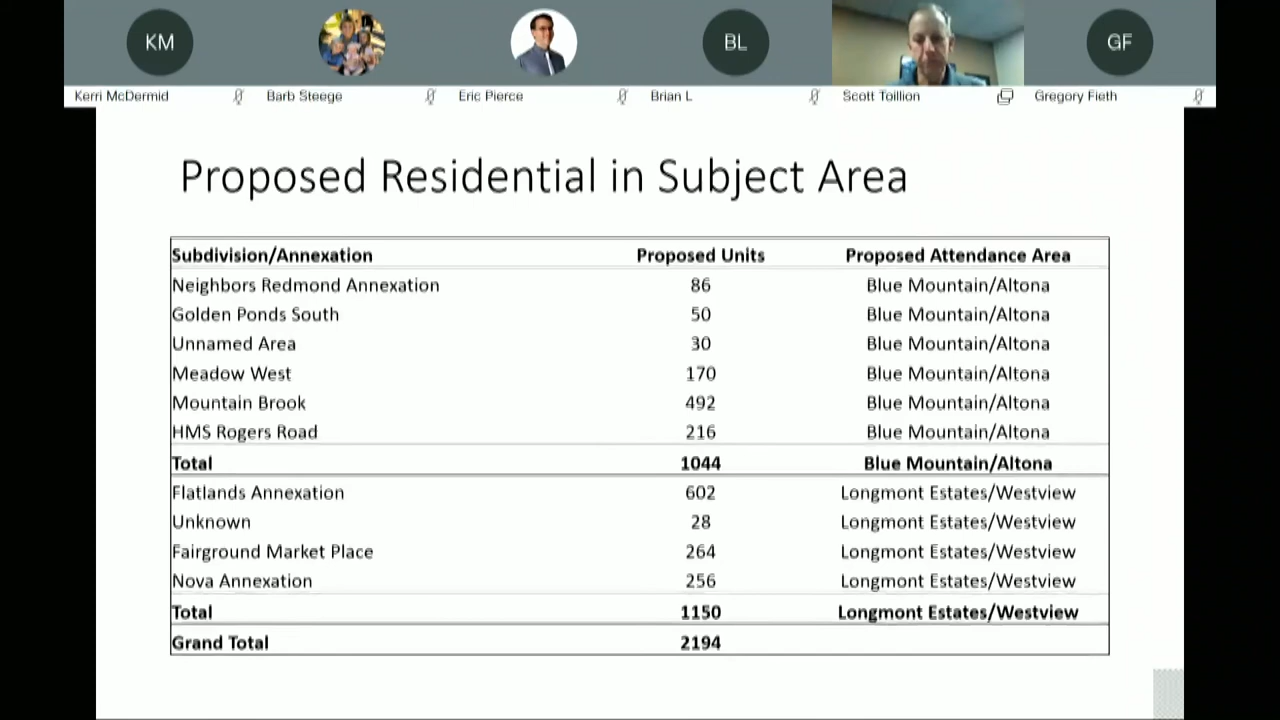 KM
BL
GF
Kerri McDermid
Barb Steege
Eric Pierce
Brian L
Scott Toillion
Gregory Fieth
Proposed Residential in Subject Area
Subdivision/Annexation Proposed Units Proposed Attendance Area
Neighbors Redmond Annexation 86 Blue Mountain/Altona
Golden Ponds South 50 Blue Mountain/Altona
Unnamed Area 30 Blue Mountain/Altona
Meadow West 170 Blue Mountain/Altona
Mountain Brook 492 Blue Mountain/Altona
HMS Rogers Road 216 Blue Mountain/Altona
Total 1044 Blue Mountain/Altona
Flatlands Annexation 602 Longmont Estates/Westview
Unknown 28 Longmont Estates/Westview
Fairground Market Place 264 Longmont Estates/Westview
Nova Annexation 256 Longmont Estates/Westview
Total 1150 Longmont Estates/Westview
Grand Total 2194